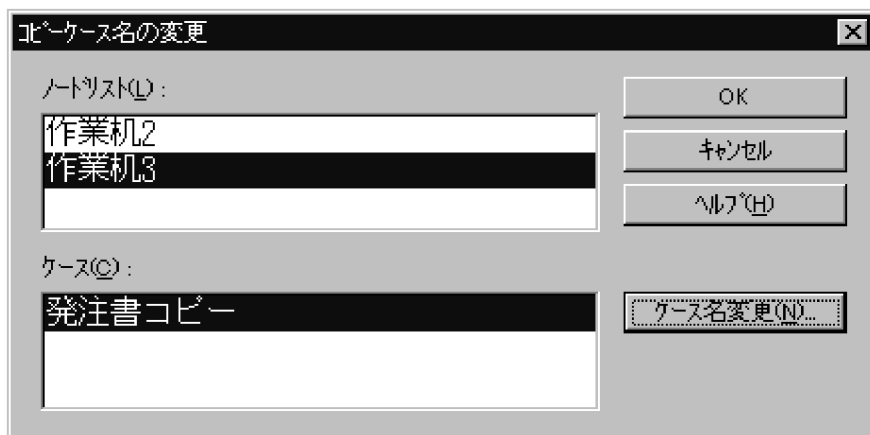 ｺﾋﾟｰｹｰｽ名の変更
ﾉｰﾄﾞﾘｽﾄ(L) :
作業机2
作業机3
OK
ｷｬﾝｾﾙ
ﾍﾙﾌﾟ(H)
ｹｰｽ(C) :
発注書コピー
ｹｰｽ名変更(N)...